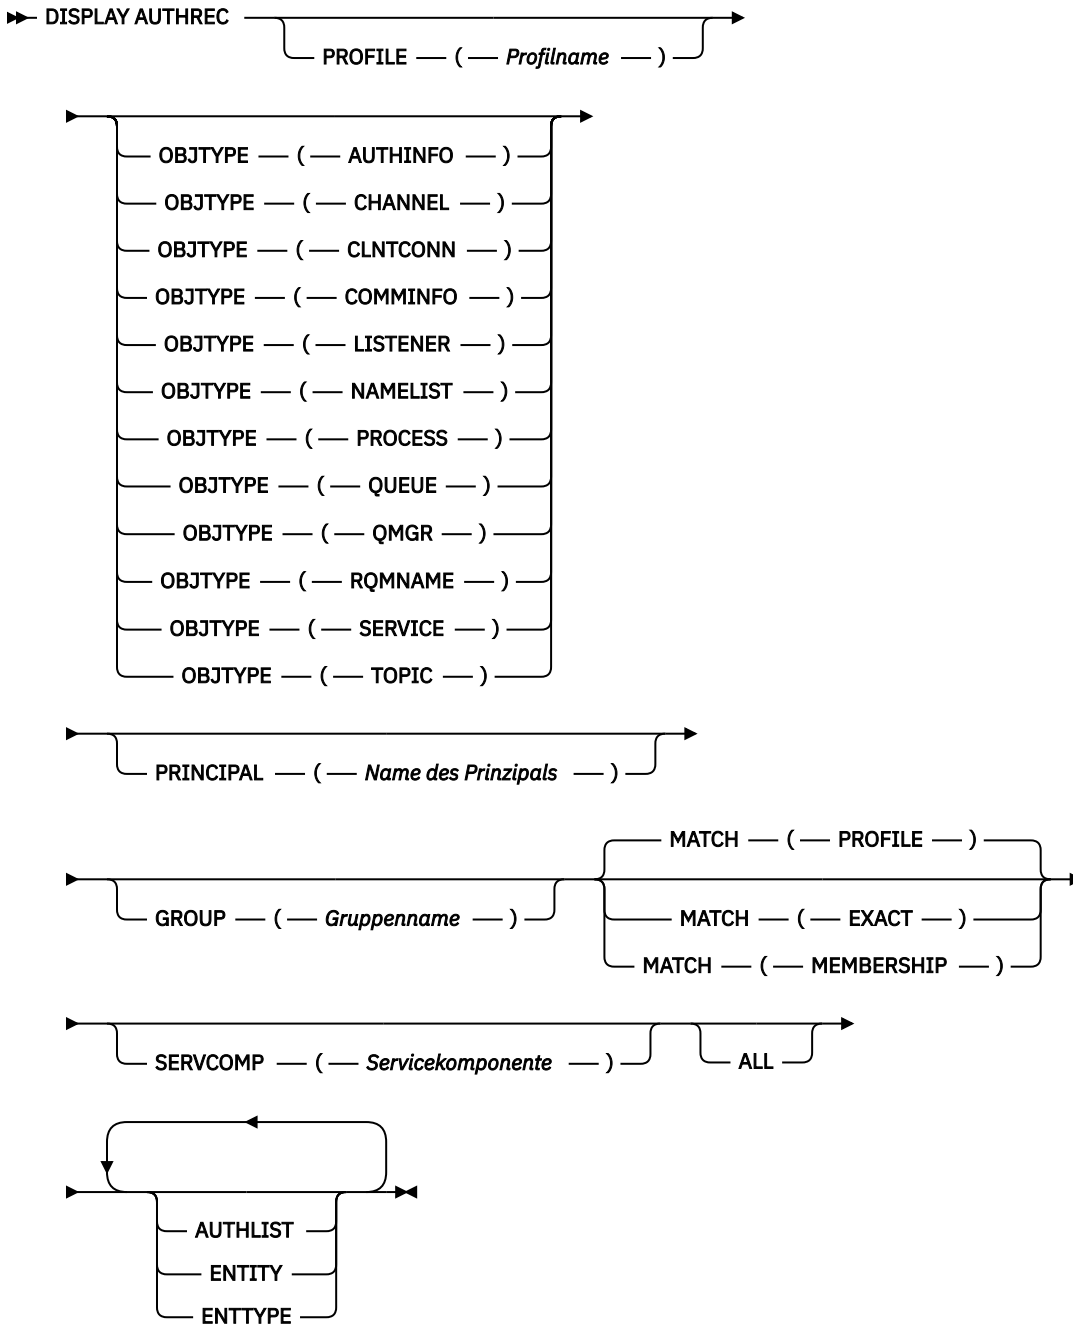 DISPLAY AUTHREC
PROFILE ( Profilname )
OBJTYPE ( AUTHINFO )
OBJTYPE ( CHANNEL )
OBJTYPE ( CLNTCONN )
OBJTYPE ( COMMINFO )
OBJTYPE ( LISTENER )
OBJTYPE ( NAMELIST )
OBJTYPE ( PROCESS )
OBJTYPE ( QUEUE )
OBJTYPE ( QMGR )
OBJTYPE ( RQMNAME )
OBJTYPE ( SERVICE )
OBJTYPE ( TOPIC )
PRINCIPAL ( Name des Prinzipals )
GROUP ( Gruppenname )
MATCH ( PROFILE )
MATCH ( EXACT )
MATCH ( MEMBERSHIP )
SERVCOMP ( Servicekomponente )
ALL
AUTHLIST
ENTITY
ENTTYPE